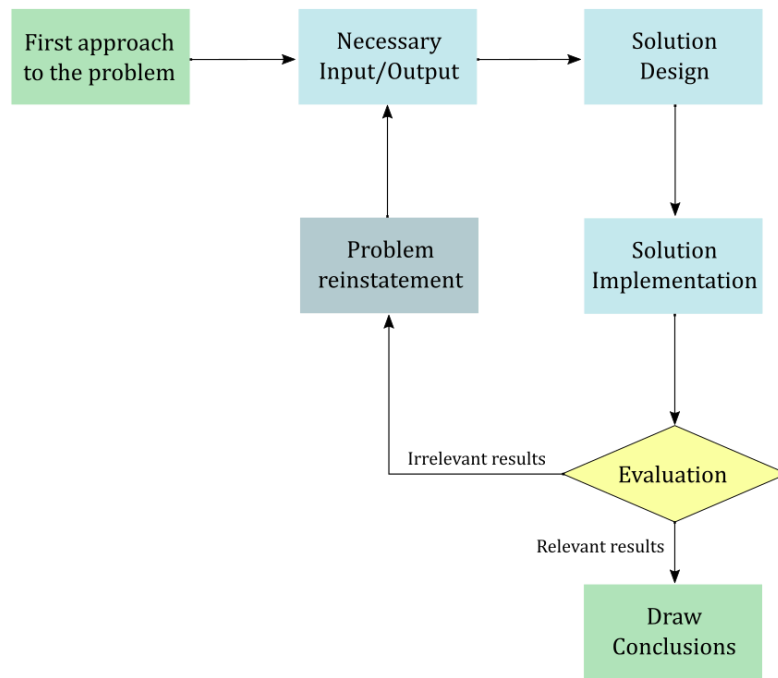 First approach
to the problem
Necessary
Input/Output
Solution
Design
Problem
reinstatement
Solution
Implementation
Irrelevant results
Evaluation
Relevant results
Draw
Conclusions